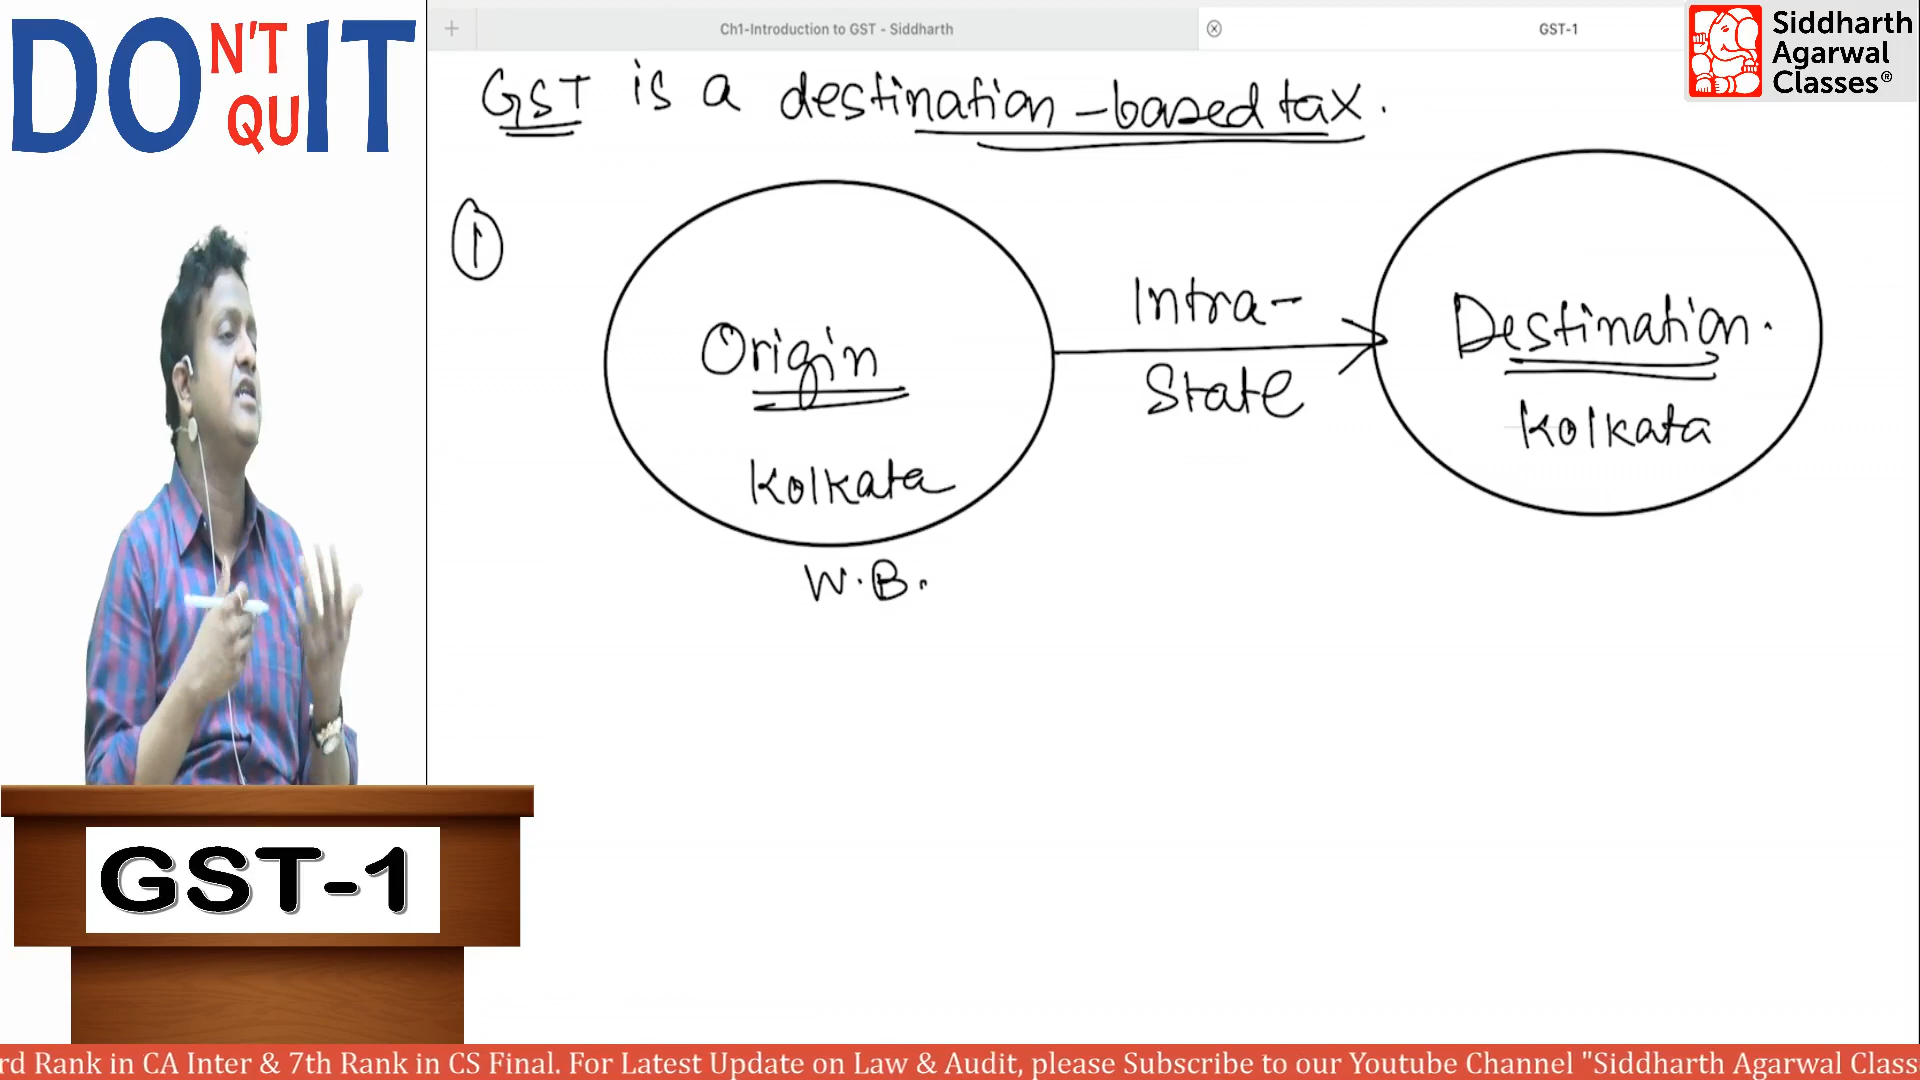 DON'T QUIT
Ch1-Introduction to GST - Siddharth
GST-1
Siddharth
Agarwal
Classes®
GST is a destination-based tax.
1
Origin
Kolkata
W.B.
Intra-
State
Destination.
Kolkata
GST-1
rd Rank in CA Inter & 7th Rank in CS Final. For Latest Update on Law & Audit, please Subscribe to our Youtube Channel "Siddharth Agarwal Class